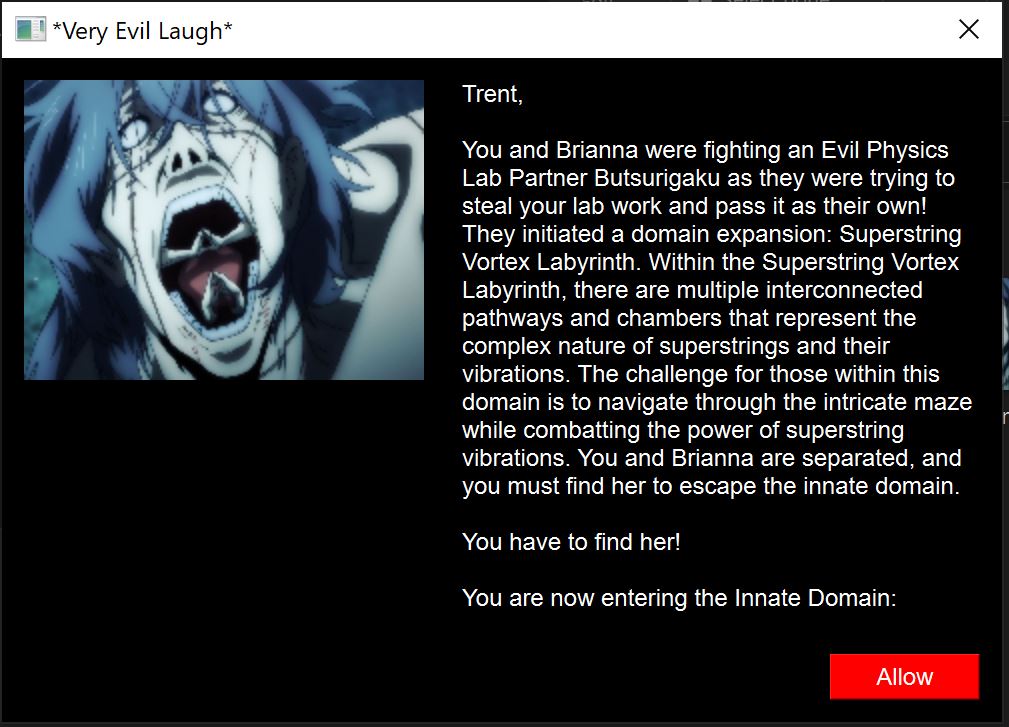 *Very Evil Laugh*
Trent,
You and Brianna were fighting an Evil Physics
Lab Partner Butsurigaku as they were trying to
steal your lab work and pass it as their own!
They initiated a domain expansion: Superstring
Vortex Labyrinth. Within the Superstring Vortex
Labyrinth, there are multiple interconnected
pathways and chambers that represent the
complex nature of superstrings and their
vibrations. The challenge for those within this
domain is to navigate through the intricate maze
while combatting the power of superstring
vibrations. You and Brianna are separated, and
you must find her to escape the innate domain.
You have to find her!
You are now entering the Innate Domain:
Allow